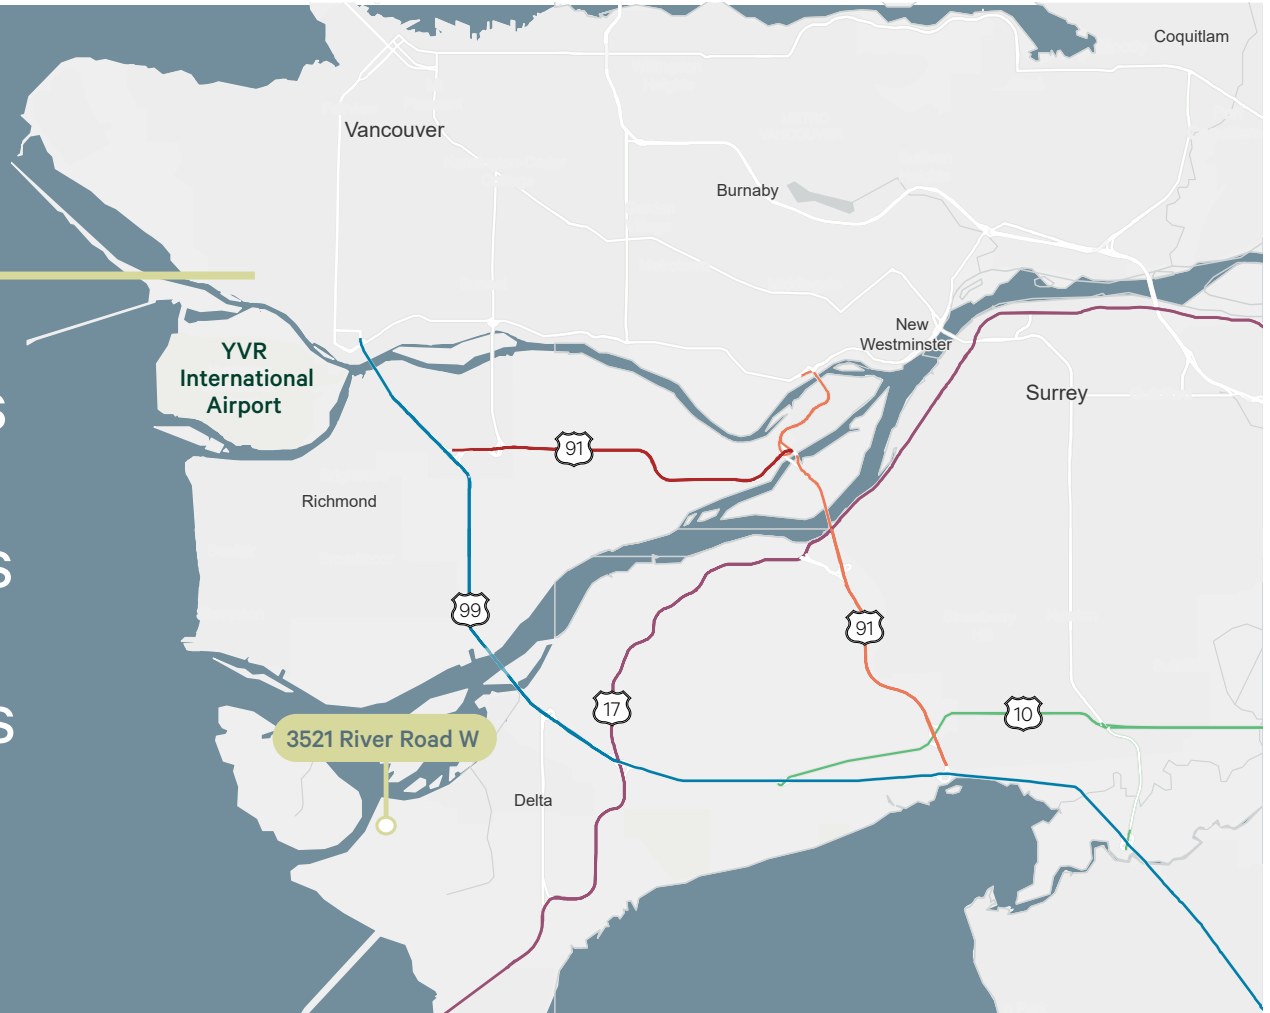 Coquitlam
Vancouver
Burnaby
New
Westminster
YVR
International
Airport
Surrey
91
Richmond
99
91
17
10
3521 River Road W
Delta
s
s
s